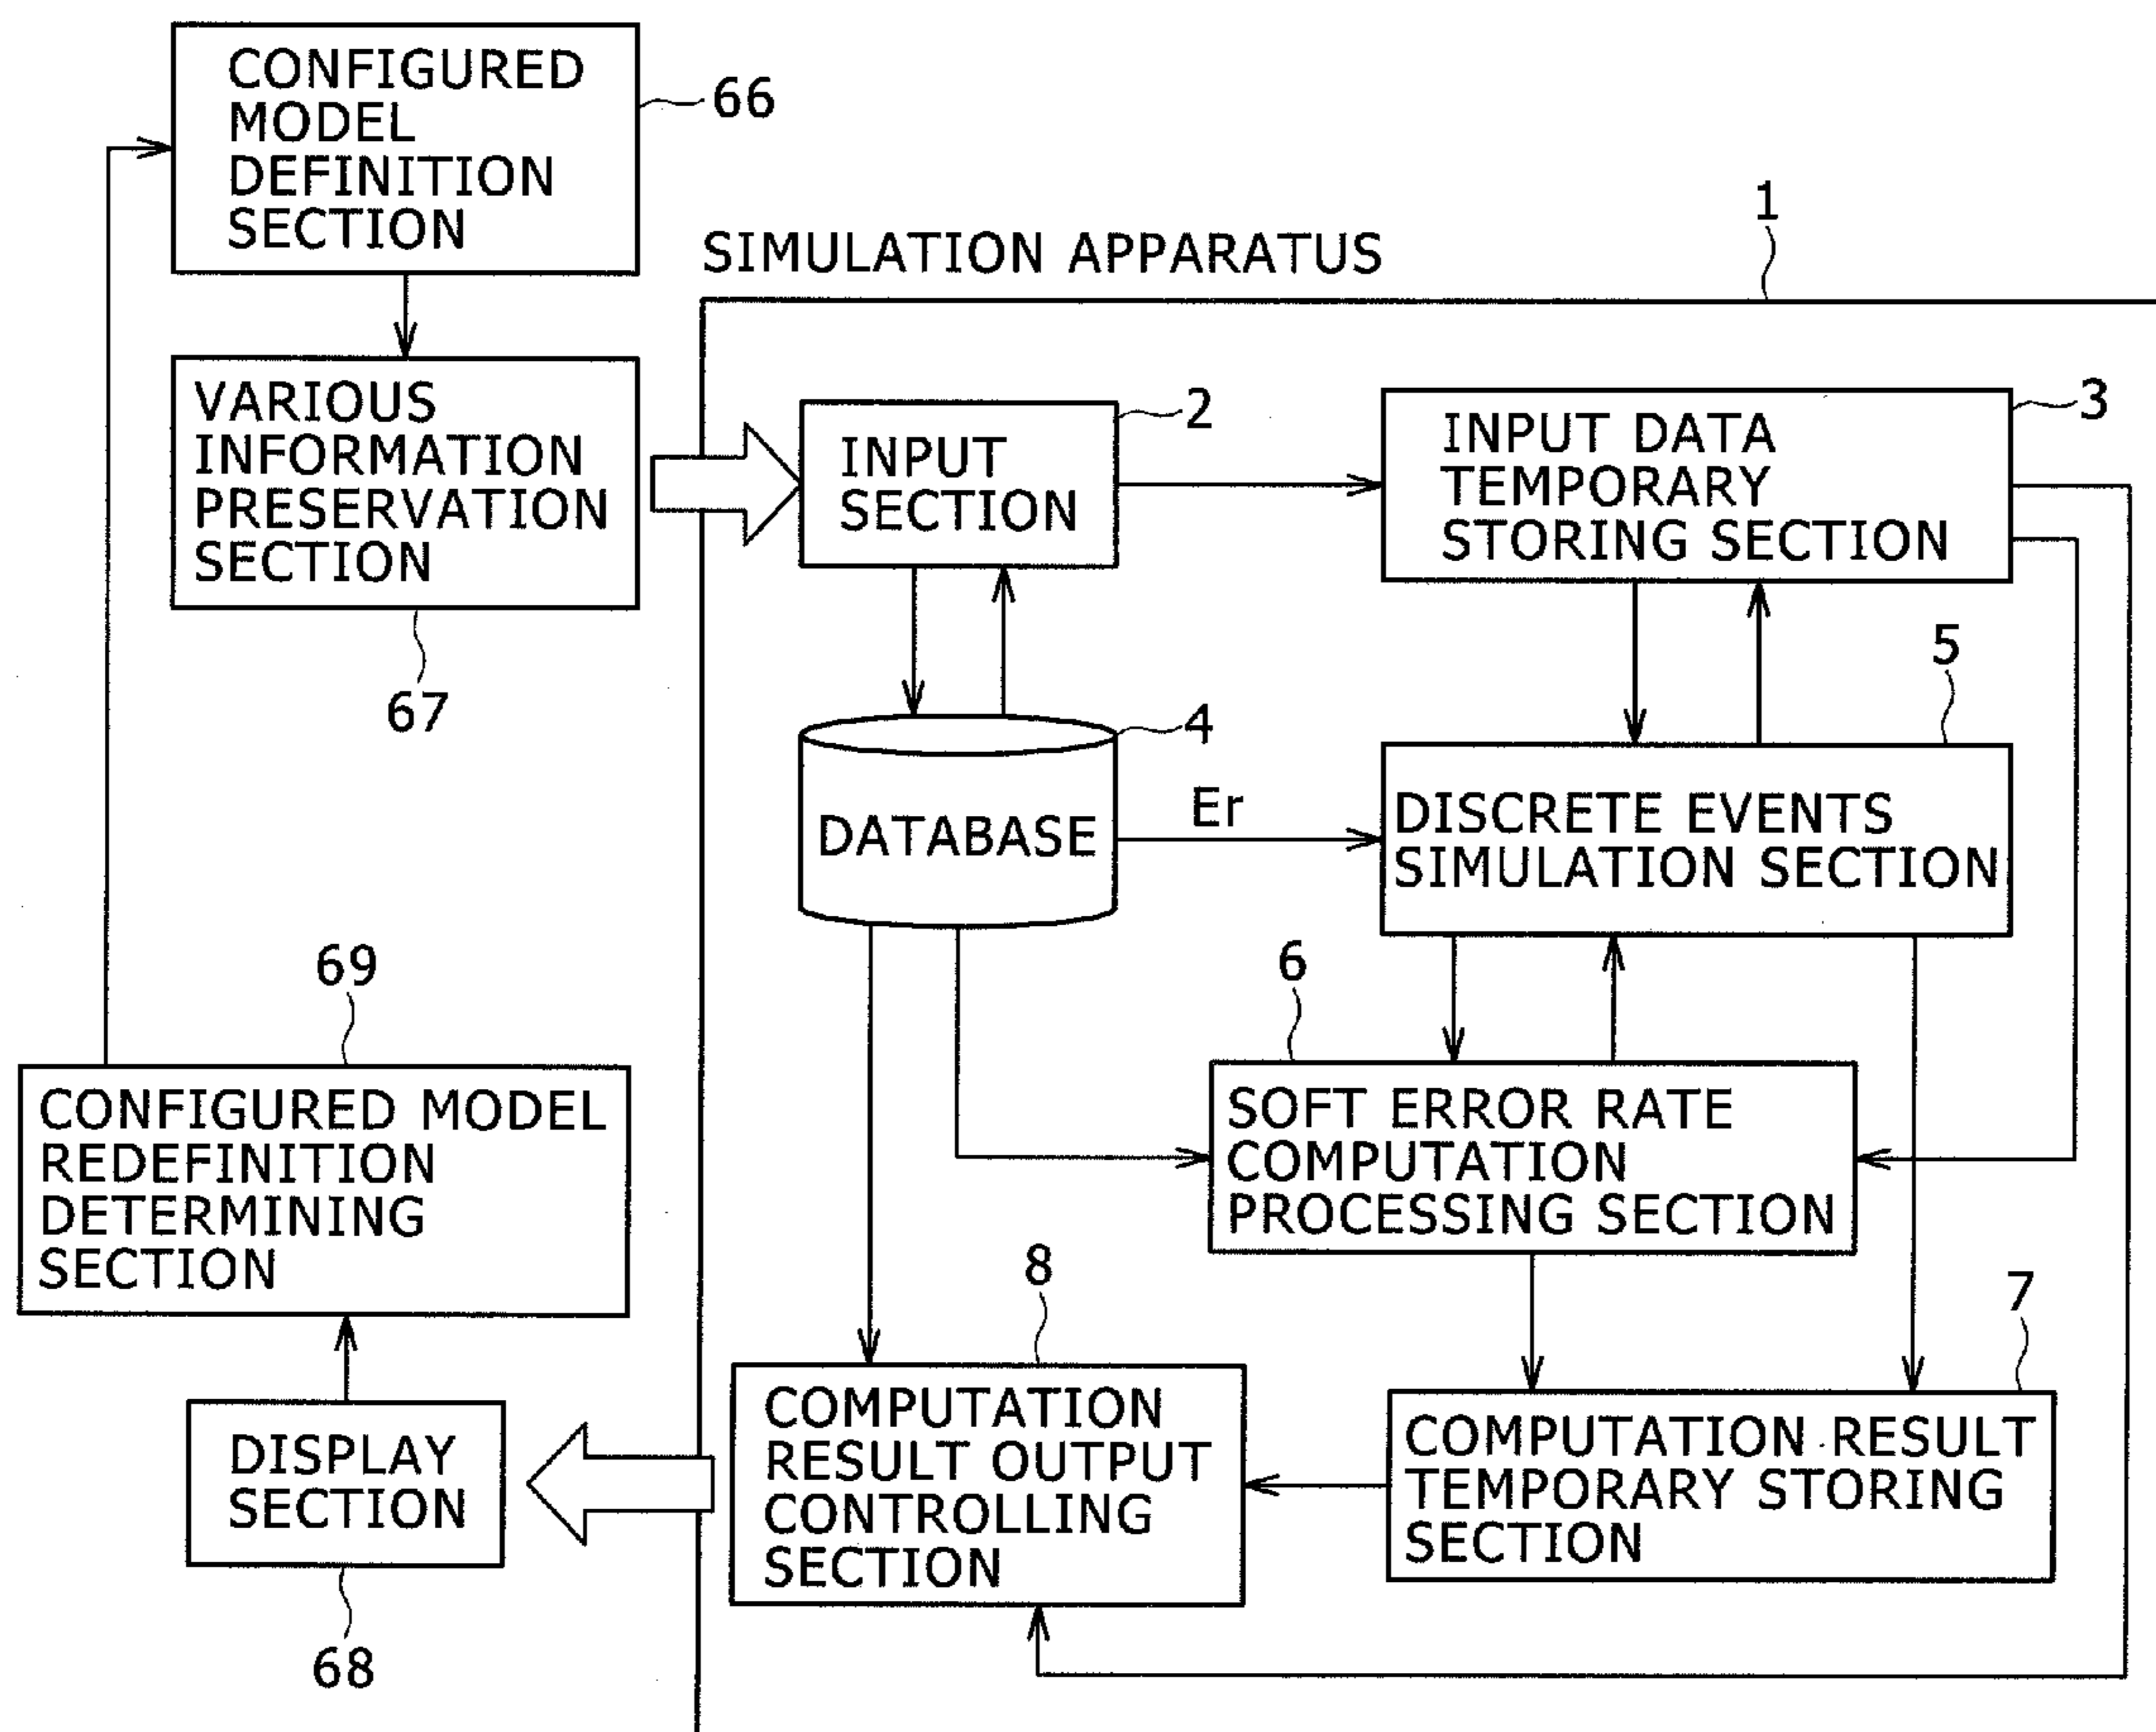 CONFIGURED
MODEL
DEFINITION
SECTION
66
1
SIMULATION APPARATUS
VARIOUS
INFORMATION
PRESERVATION
SECTION
67
INPUT
SECTION
2
INPUT DATA
TEMPORARY
STORING SECTION
3
DATABASE
4
Er
5
DISCRETE EVENTS
SIMULATION SECTION
69
CONFIGURED MODEL
REDEFINITION
DETERMINING
SECTION
6
SOFT ERROR RATE
COMPUTATION
PROCESSING SECTION
8
COMPUTATION
RESULT OUTPUT
CONTROLLING
SECTION
7
COMPUTATION RESULT
TEMPORARY STORING
SECTION
DISPLAY
SECTION
68